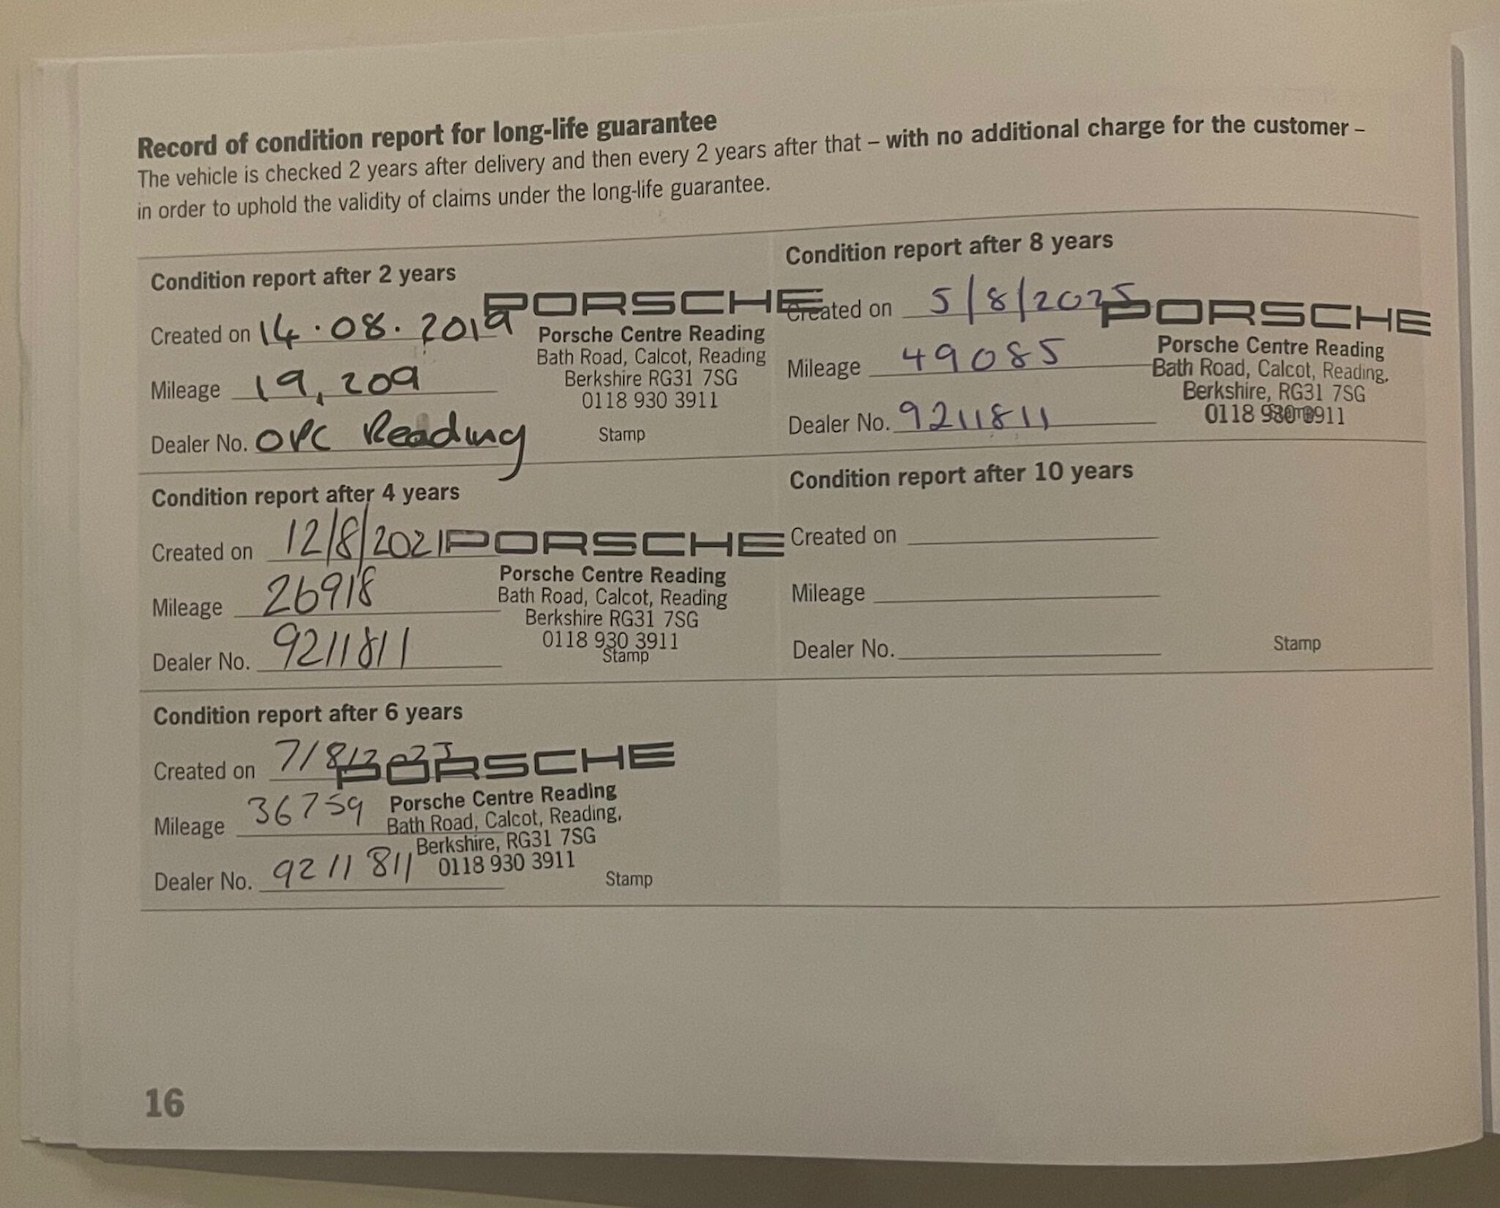 Record of condition report for long-life guarantee
The vehicle is checked 2 years after delivery and then every 2 years after that – with no additional charge for the customer –
in order to uphold the validity of claims under the long-life guarantee.
Condition report after 2 years
Created on 14.08.2019
Mileage 19,209
Dealer No. OPC Reading
PORSCHE
Porsche Centre Reading
Bath Road, Calcot, Reading
Berkshire RG31 7SG
0118 930 3911
Stamp
Condition report after 4 years
Created on 12/8/2021
Mileage 26918
Dealer No. 9211811
PORSCHE
Porsche Centre Reading
Bath Road, Calcot, Reading
Berkshire RG31 7SG
0118 930 3911
Stamp
Condition report after 6 years
Created on 7/8/2023
Mileage 36759
Dealer No. 9211811
PORSCHE
Porsche Centre Reading
Bath Road, Calcot, Reading,
Berkshire, RG31 7SG
0118 930 3911
Stamp
Condition report after 8 years
Created on 5/8/2025
Mileage 49085
Dealer No. 9211811
PORSCHE
Porsche Centre Reading
Bath Road, Calcot, Reading,
Berkshire, RG31 7SG
0118 930 3911
Stamp
Condition report after 10 years
Created on
Mileage
Dealer No.
Stamp
16